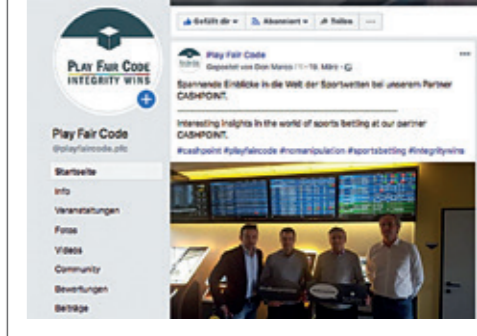 PLAY FAIR CODE
INTEGRITY WINS
Play Fair Code
@playfaircode.pfc
Startseite
Info
Veranstaltungen
Fotos
Videos
Community
Bewertungen
Beiträge
Gefällt dir
Abonniert
Teilen
Play Fair Code
Gepostet von Don Marco
19. März
Spannende Einblicke in die Welt der Sportwetten bei unserem Partner
CASHPOINT.
Interesting insights in the world of sports betting at our partner
CASHPOINT.
#cashpoint #playfaircode #nomanipulation #sportsbetting #integritywins